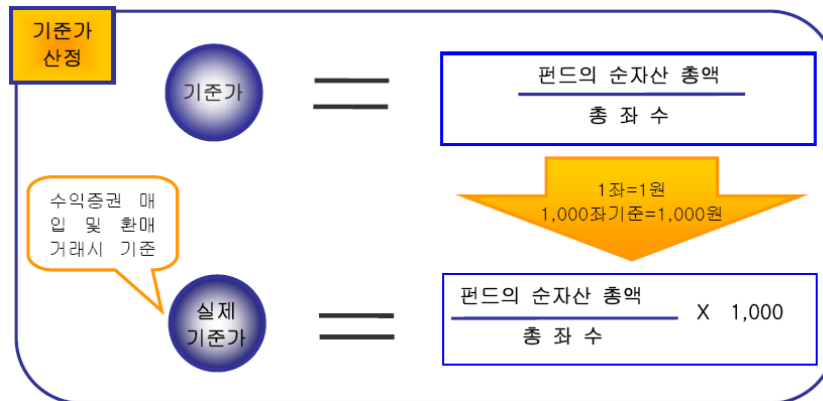 기준가
산정
기준가
펀드의 순자산 총액
총 좌 수
1좌=1원
1,000좌기준=1,000원
수익증권 매
입 및 환매
거래시 기준
실제
기준가
펀드의 순자산 총액
총 좌 수
X 1,000